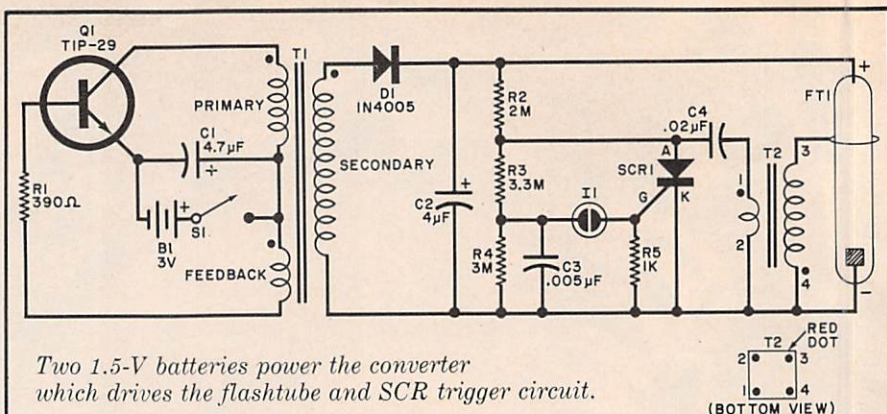 Q1
TIP-29
T1
PRIMARY
C1
4.7µF
R1
390Ω
B1
3V
S1
FEEDBACK
SECONDARY
D1
1N4005
C2
4µF
R2
2M
R3
3.3M
R4
3M
C3
.005µF
I1
R5
1K
SCR1
A
G
K
C4
.02µF
T2
1
2
3
4
FT1
+
-
Two 1.5-V batteries power the converter
which drives the flashtube and SCR trigger circuit.
RED
DOT
T2
2 3
1 4
(BOTTOM VIEW)